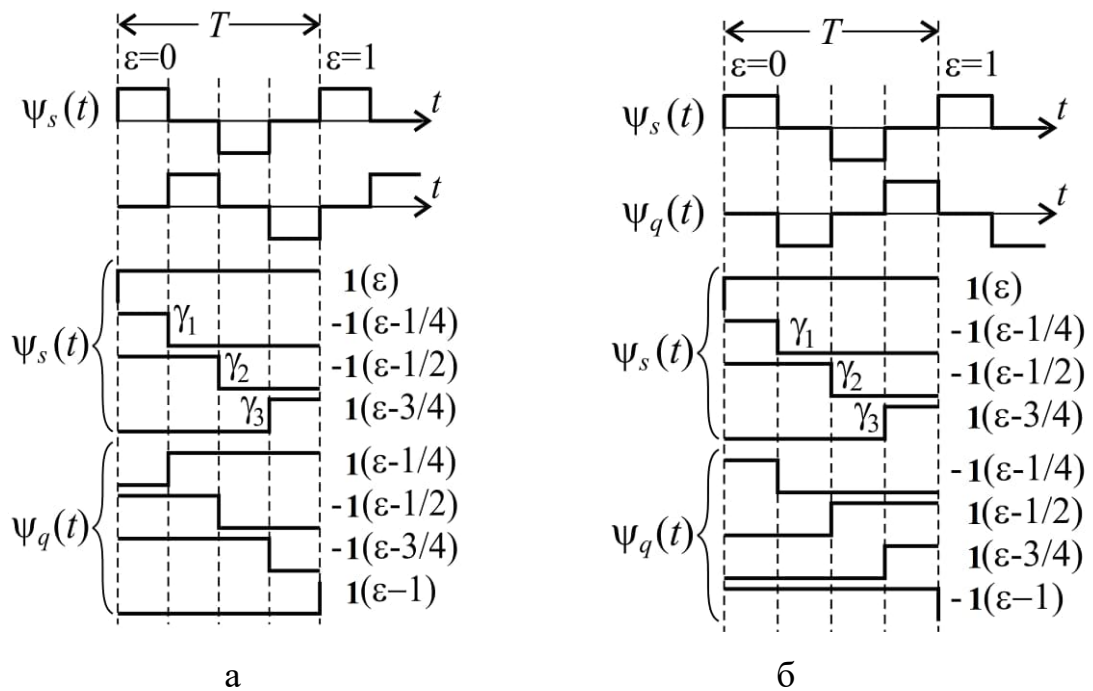 T
ε=0 ε=1
ψs(t) t
t
ψs(t)
1(ε)
γ1 -1(ε-1/4)
γ2 -1(ε-1/2)
γ3 1(ε-3/4)
ψq(t)
1(ε-1/4)
-1(ε-1/2)
-1(ε-3/4)
1(ε−1)
а
T
ε=0 ε=1
ψs(t) t
ψq(t) t
ψs(t)
1(ε)
γ1 -1(ε-1/4)
γ2 -1(ε-1/2)
γ3 1(ε-3/4)
ψq(t)
-1(ε-1/4)
1(ε-1/2)
1(ε-3/4)
-1(ε−1)
б